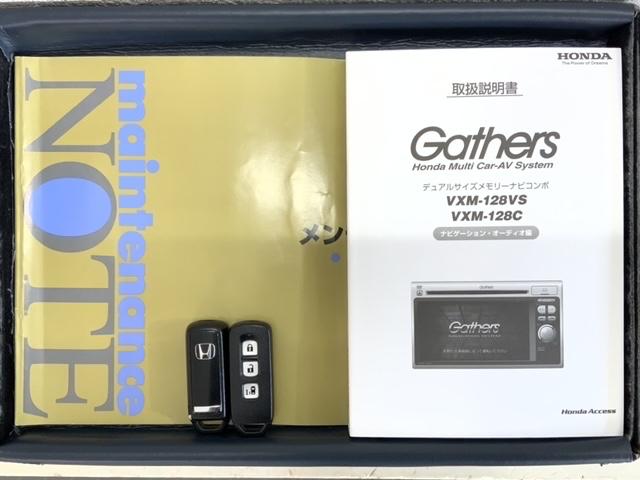 maintenance
NOTE
メン
HONDA
The Power of Dreams
取扱説明書
Gathers
Honda Multi Car-AV System
デュアルサイズメモリーナビコンポ
VXM-128VS
VXM-128C
ナビゲーション・オーディオ編
Gathers
Gathers
Honda Access